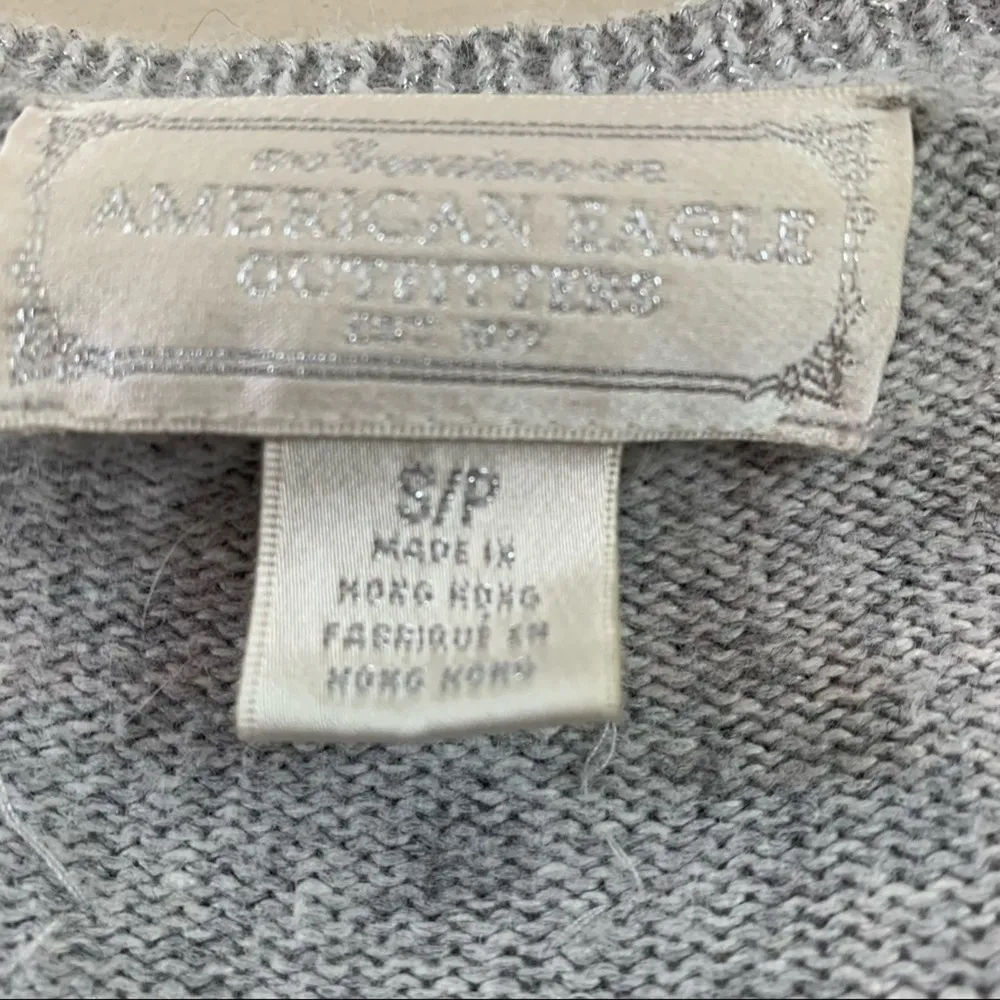 AMERICAN EAGLE
OUTFITTERS
S/P
MADE IN
HONG KONG
FABRIQUÉ EN
HONG KONG